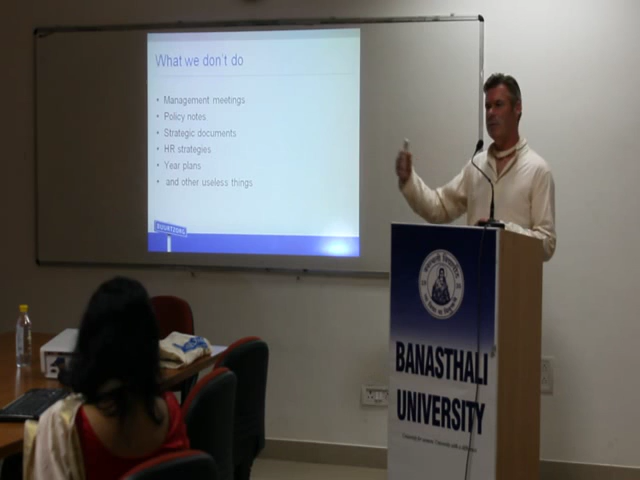 What we don't do
• Management meetings
• Policy notes
• Strategic documents
• HR strategies
• Year plans
• and other useless things
BUURTZORG
BANASTHALI
UNIVERSITY